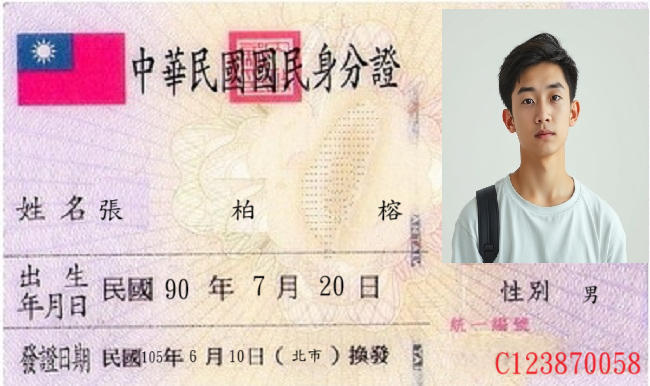 中華民國國民身分證
姓名 張 柏 榕
出生年月日 民國 90 年 7 月 20 日
性別 男
統一編號
C123870058
發證日期 民國105年 6 月 10 日 ( 北市 ) 換發